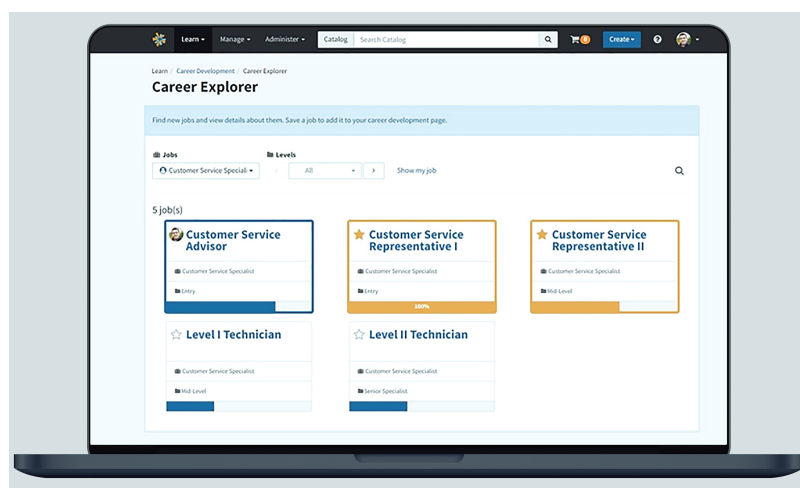 Learn Manage Administer Catalog Search Catalog 8 Create
Learn / Career Development / Career Explorer
Career Explorer
Find new jobs and view details about them. Save a job to add it to your career development page.
Jobs Levels
Customer Service Speciali All Show my job
5 job(s)
Customer Service
Advisor
Customer Service Specialist
Entry
Customer Service
Representative I
Customer Service Specialist
Entry
100%
Customer Service
Representative II
Customer Service Specialist
Mid-Level
Level I Technician
Customer Service Specialist
Mid-Level
Level II Technician
Customer Service Specialist
Senior Specialist